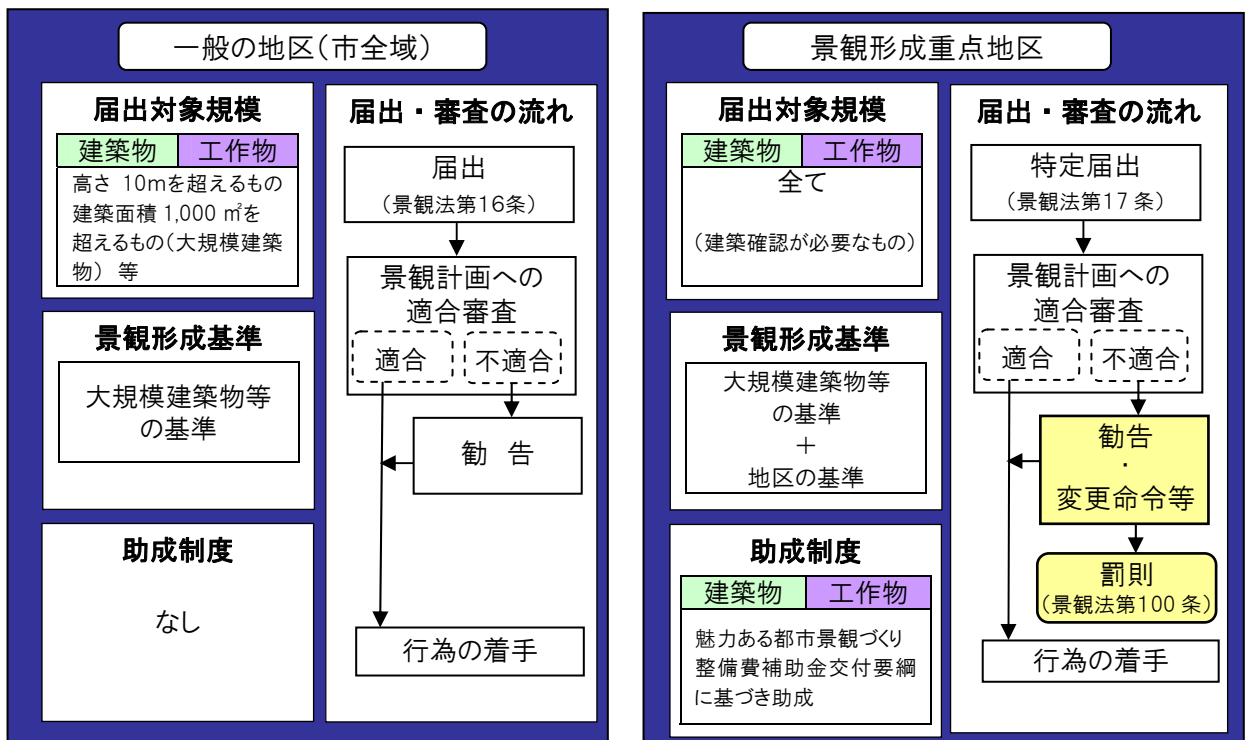 一般の地区（市全域）
届出対象規模
建築物
工作物
高さ 10mを超えるもの
建築面積 1,000 ㎡を
超えるもの（大規模建築
物） 等
景観形成基準
大規模建築物等
の基準
助成制度
なし
届出・審査の流れ
届出
（景観法第16条）
景観計画への
適合審査
適合
不適合
勧 告
行為の着手
景観形成重点地区
届出対象規模
建築物
工作物
全て
（建築確認が必要なもの）
景観形成基準
大規模建築物等
の基準
＋
地区の基準
助成制度
建築物
工作物
魅力ある都市景観づくり
整備費補助金交付要綱
に基づき助成
届出・審査の流れ
特定届出
（景観法第17 条）
景観計画への
適合審査
適合
不適合
勧告
・
変更命令等
罰則
（景観法第100 条）
行為の着手